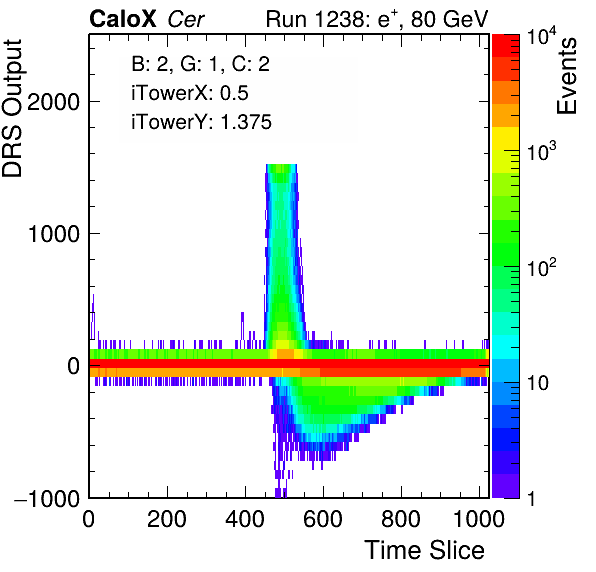 CaloX Cer
Run 1238: e⁺, 80 GeV
B: 2, G: 1, C: 2
iTowerX: 0.5
iTowerY: 1.375
DRS Output
2000
1000
0
−1000
0 200 400 600 800 1000
Time Slice
Events
10⁴
10³
10²
10
1